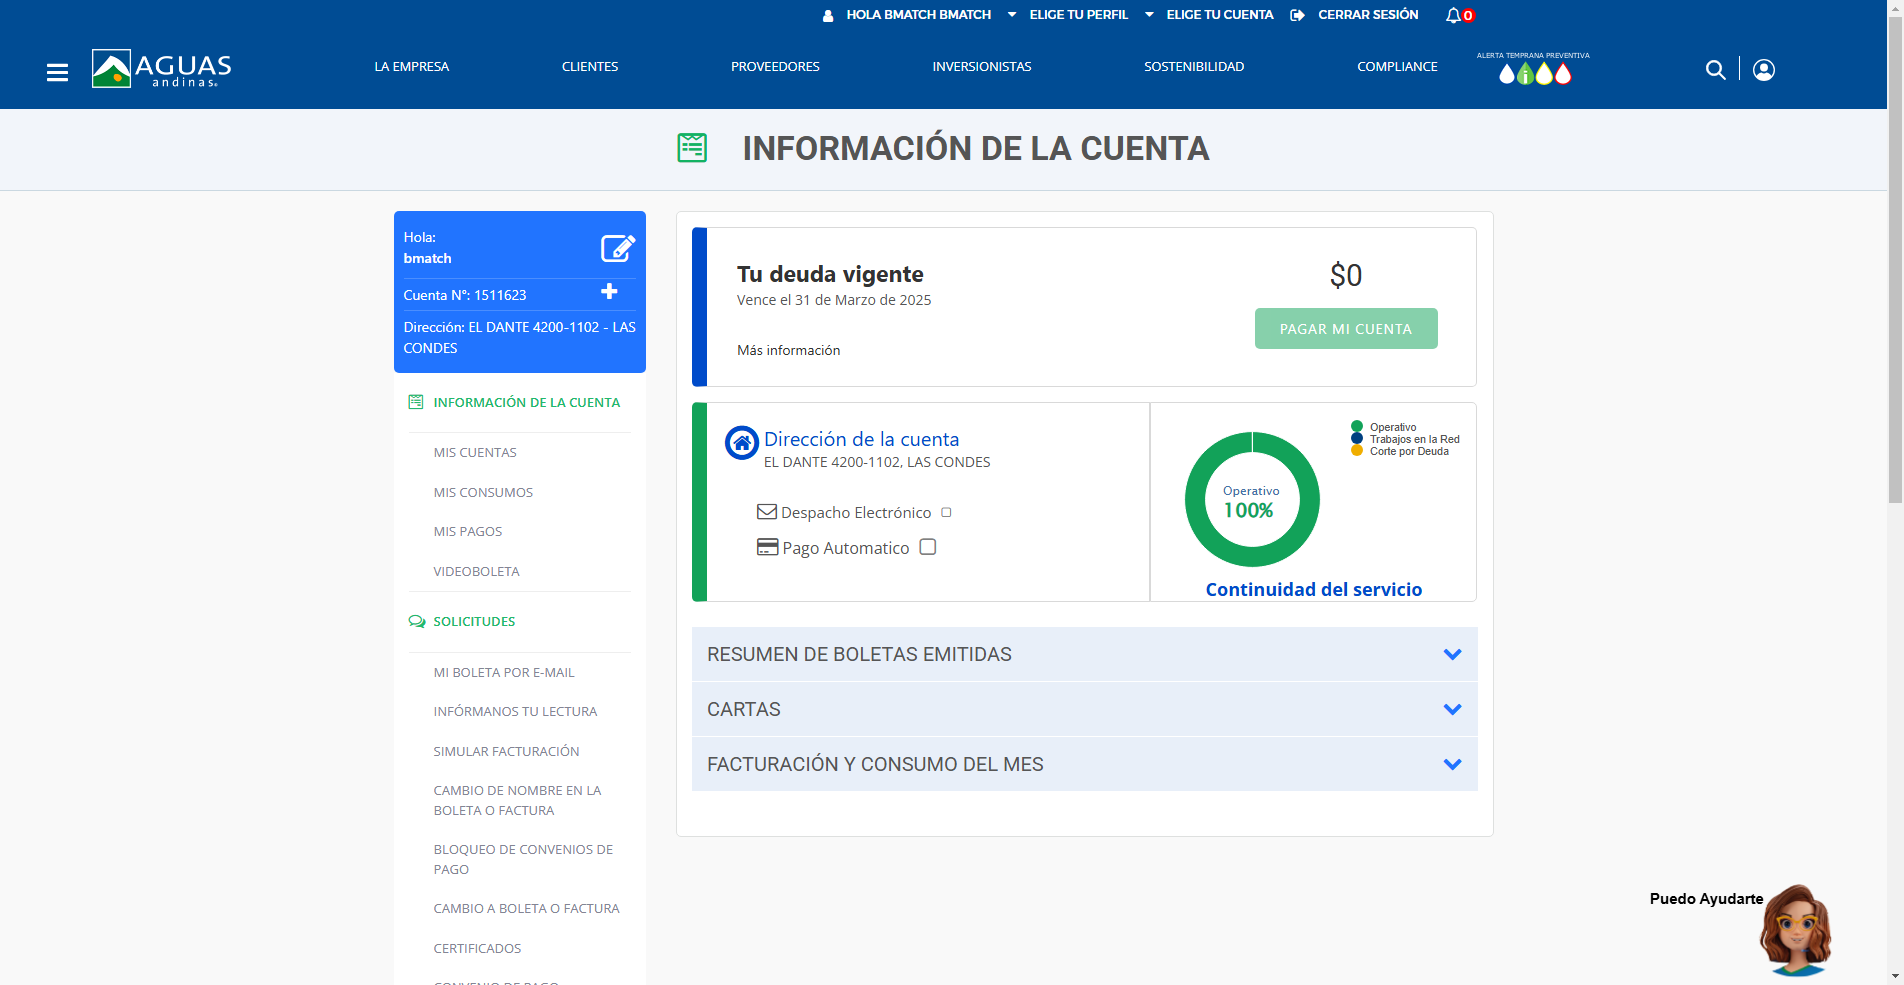 HOLA BMATCH BMATCH
ELIGE TU PERFIL
ELIGE TU CUENTA
CERRAR SESIÓN
0
AGUAS
andinas
LA EMPRESA
CLIENTES
PROVEEDORES
INVERSIONISTAS
SOSTENIBILIDAD
COMPLIANCE
ALERTA TEMPRANA PREVENTIVA
i
INFORMACIÓN DE LA CUENTA
Hola:
bmatch
Cuenta N°: 1511623
Dirección: EL DANTE 4200-1102 - LAS
CONDES
INFORMACIÓN DE LA CUENTA
MIS CUENTAS
MIS CONSUMOS
MIS PAGOS
VIDEOBOLETA
SOLICITUDES
MI BOLETA POR E-MAIL
INFÓRMANOS TU LECTURA
SIMULAR FACTURACIÓN
CAMBIO DE NOMBRE EN LA
BOLETA O FACTURA
BLOQUEO DE CONVENIOS DE
PAGO
CAMBIO A BOLETA O FACTURA
CERTIFICADOS
CONVENIO DE PAGO
Tu deuda vigente
Vence el 31 de Marzo de 2025
Más información
$0
PAGAR MI CUENTA
Dirección de la cuenta
EL DANTE 4200-1102, LAS CONDES
Despacho Electrónico
Pago Automatico
Operativo
Trabajos en la Red
Corte por Deuda
Operativo
100%
Continuidad del servicio
RESUMEN DE BOLETAS EMITIDAS
CARTAS
FACTURACIÓN Y CONSUMO DEL MES
Puedo Ayudarte